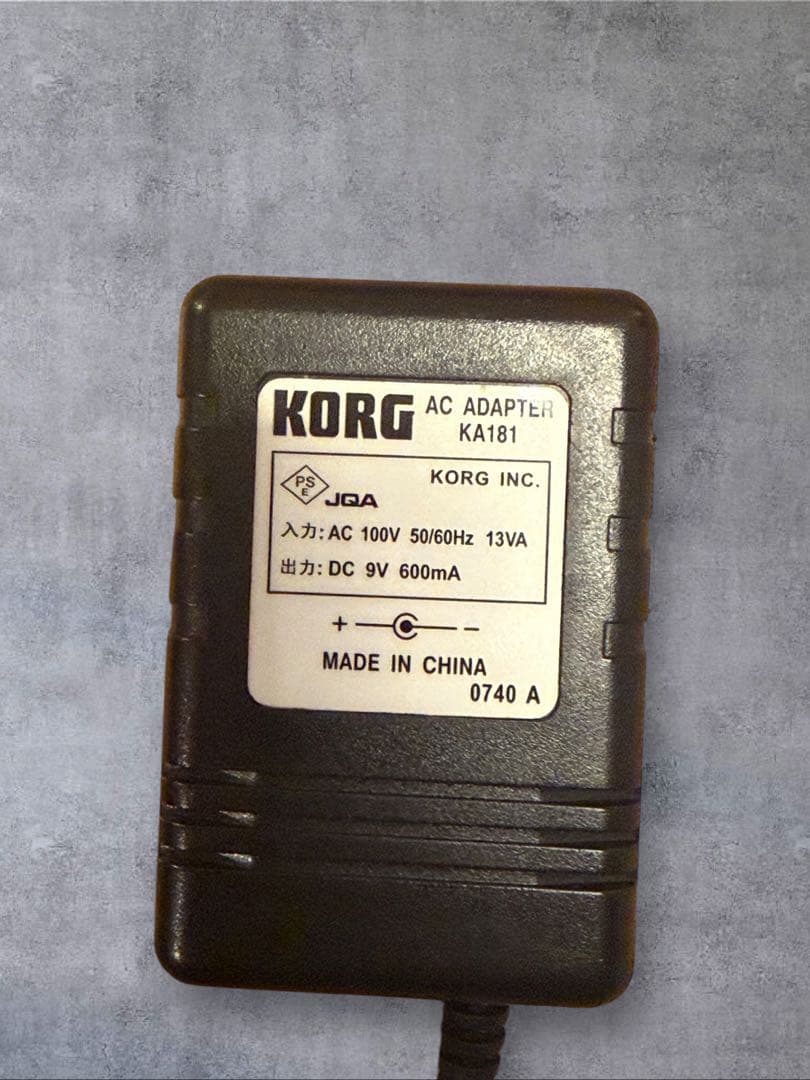 KORG AC ADAPTER
KA181
KORG INC.
PSE JQA
入力: AC 100V 50/60Hz 13VA
出力: DC 9V 600mA
+ −
MADE IN CHINA
0740 A